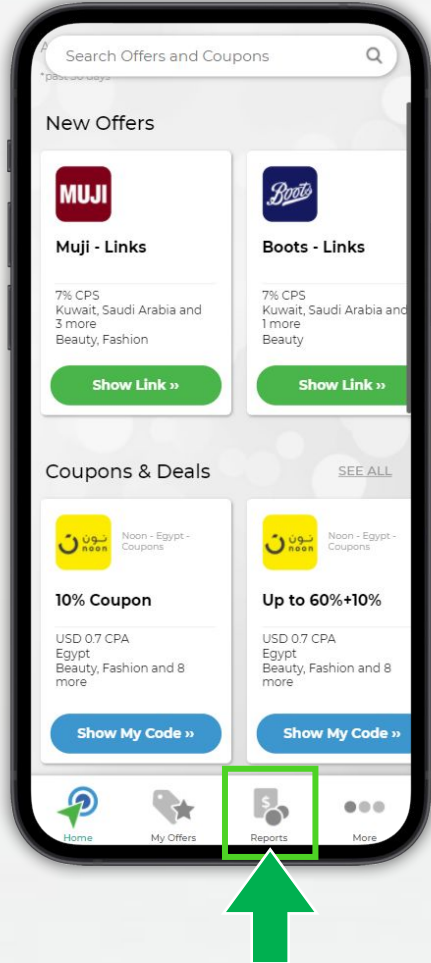 Search Offers and Coupons
*past 30 days
New Offers
MUJI
Boots
Muji - Links
Boots - Links
7% CPS
Kuwait, Saudi Arabia and
3 more
Beauty, Fashion
7% CPS
Kuwait, Saudi Arabia and
1 more
Beauty
Show Link »
Show Link »
Coupons & Deals
SEE ALL
نون
noon
Noon - Egypt -
Coupons
نون
noon
Noon - Egypt -
Coupons
10% Coupon
Up to 60%+10%
USD 0.7 CPA
Egypt
Beauty, Fashion and 8
more
USD 0.7 CPA
Egypt
Beauty, Fashion and 8
more
Show My Code »
Show My Code »
$
Home
My Offers
Reports
More